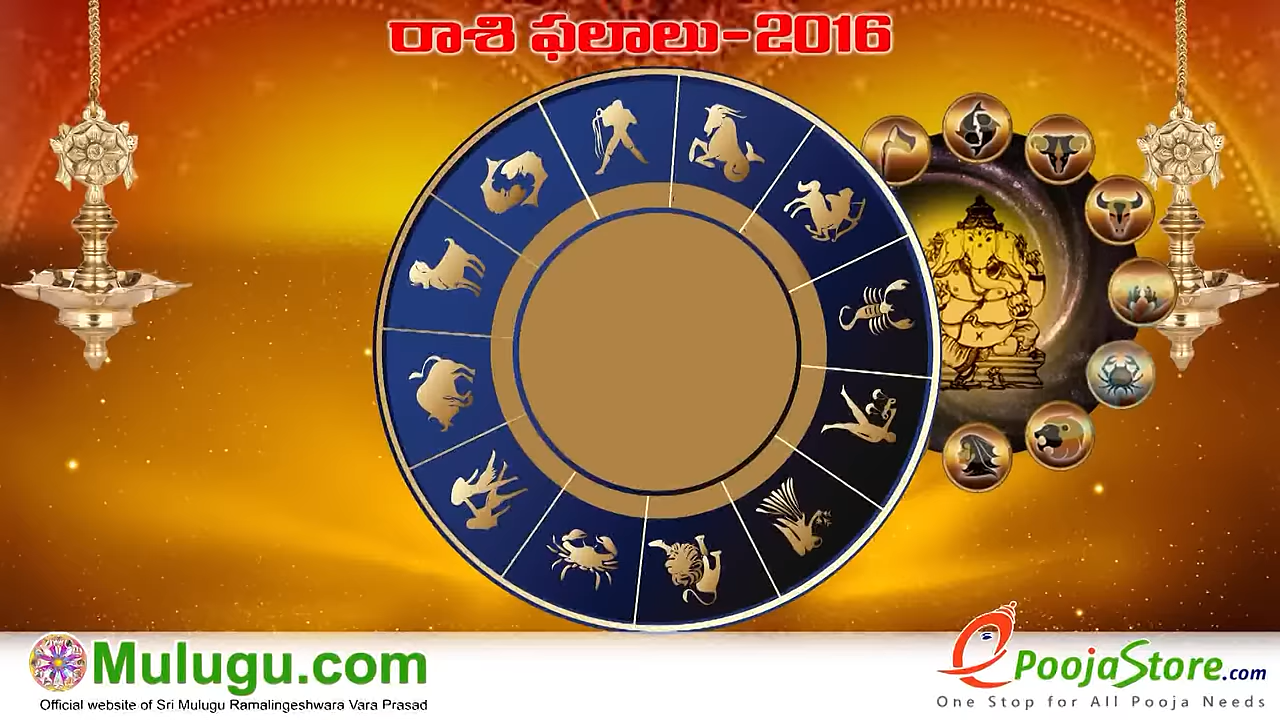 రాశి ఫలాలు-2016
Mulugu.com
Official website of Sri Mulugu Ramalingeshwara Vara Prasad
ePoojaStore.com
One Stop for All Pooja Needs